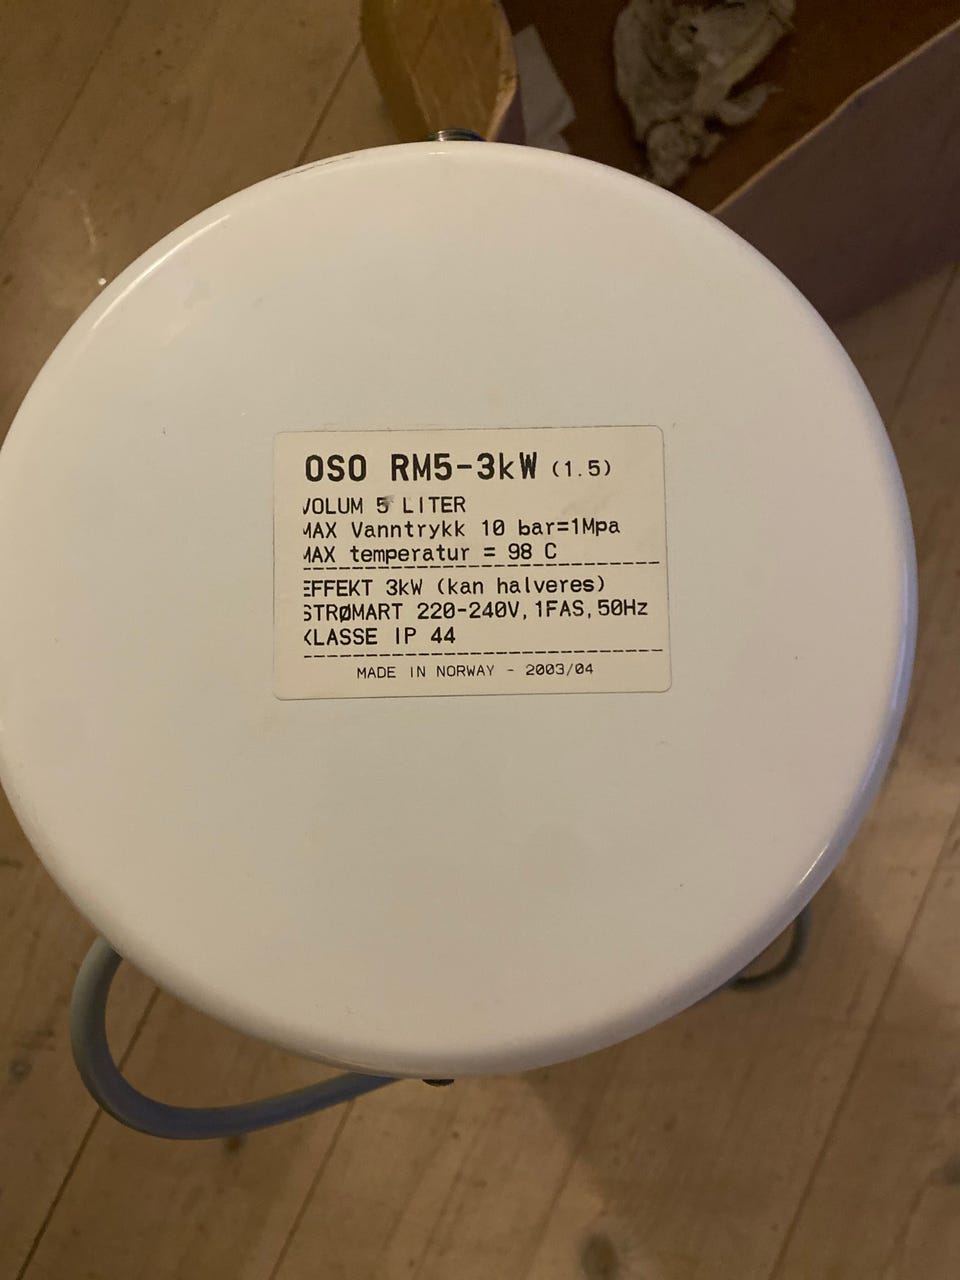 OSO RM5-3kW (1.5)
VOLUM 5 LITER
MAX Vanntrykk 10 bar=1Mpa
MAX temperatur = 98 C
EFFEKT 3kW (kan halveres)
STRØMART 220-240V, 1FAS, 50Hz
KLASSE IP 44
MADE IN NORWAY - 2003/04